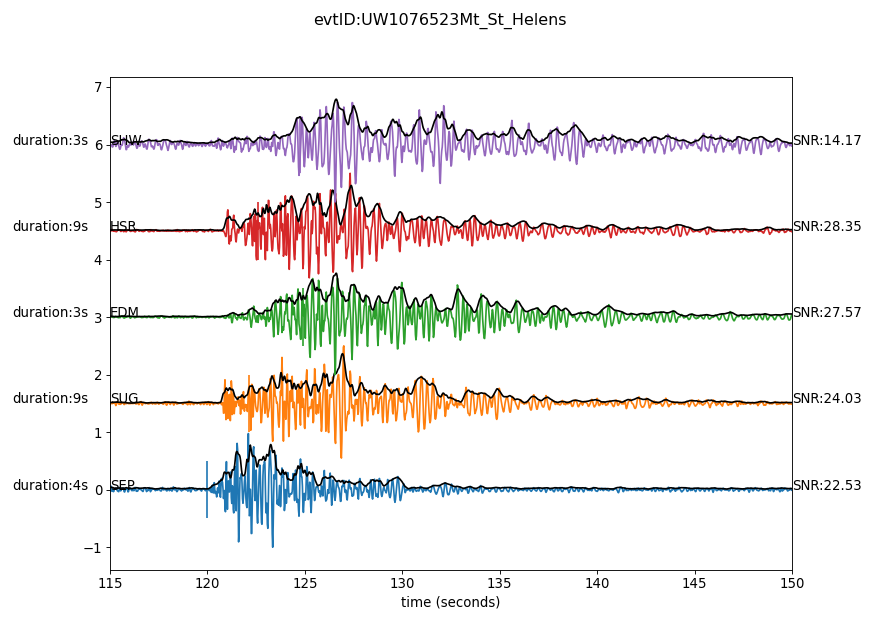 evtID:UW1076523Mt_St_Helens
7
duration:3s SHW SNR:14.17
6
5
duration:9s HSR SNR:28.35
4
duration:3s EDM SNR:27.57
3
2
duration:9s SUG SNR:24.03
1
duration:4s SEP SNR:22.53
0
−1
115 120 125 130 135 140 145 150
time (seconds)